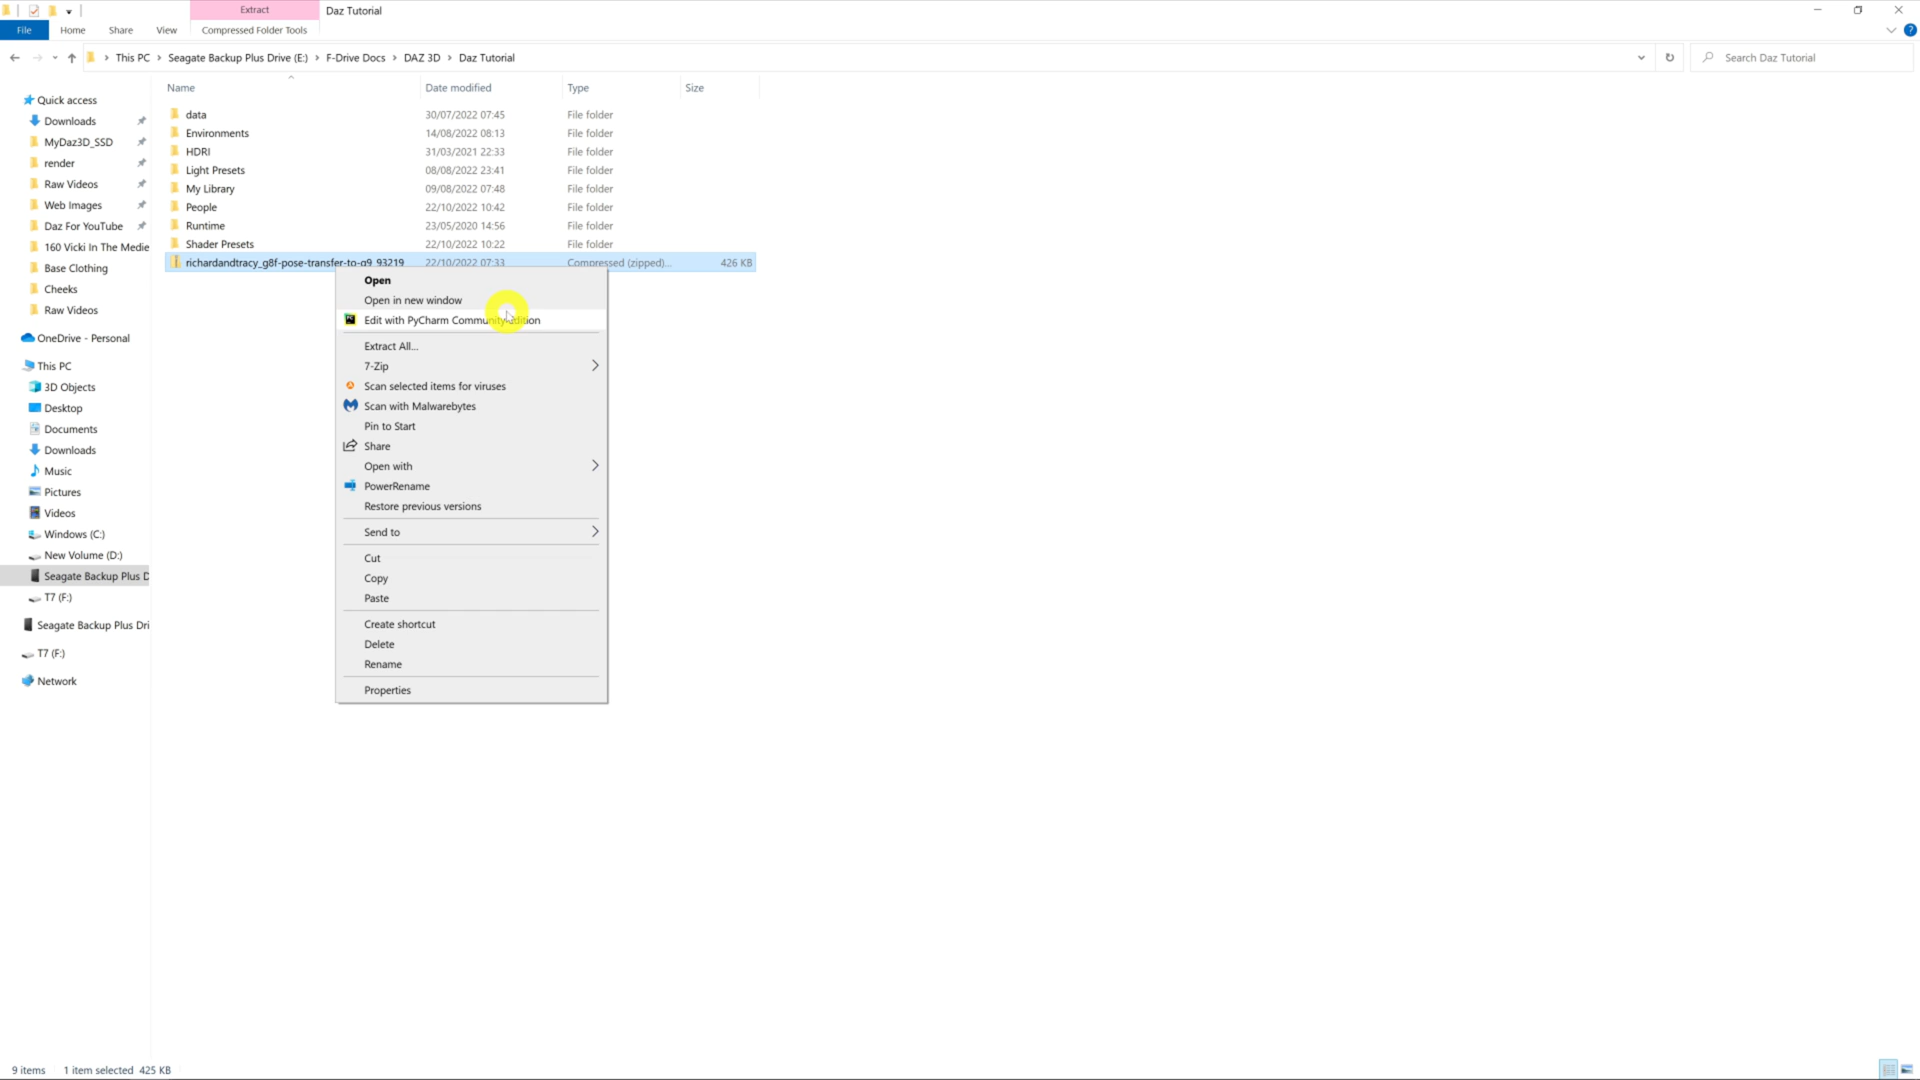 Extract
Daz Tutorial
File
Home
Share
View
Compressed Folder Tools
This PC > Seagate Backup Plus Drive (E:) > F-Drive Docs > DAZ 3D > Daz Tutorial
Search Daz Tutorial
Name
Date modified
Type
Size
Quick access
Downloads
MyDaz3D_SSD
render
Raw Videos
Web Images
Daz For YouTube
160 Vicki In The Medie
Base Clothing
Cheeks
Raw Videos
OneDrive - Personal
This PC
3D Objects
Desktop
Documents
Downloads
Music
Pictures
Videos
Windows (C:)
New Volume (D:)
Seagate Backup Plus D
T7 (F:)
Seagate Backup Plus Dri
T7 (F:)
Network
data 30/07/2022 07:45 File folder
Environments 14/08/2022 08:13 File folder
HDRI 31/03/2021 22:33 File folder
Light Presets 08/08/2022 23:41 File folder
My Library 09/08/2022 07:48 File folder
People 22/10/2022 10:42 File folder
Runtime 23/05/2020 14:56 File folder
Shader Presets 22/10/2022 10:22 File folder
richardandtracy_g8f-pose-transfer-to-g9_93219 22/10/2022 07:33 Compressed (zipped)... 426 KB
Open
Open in new window
Edit with PyCharm Community Edition
Extract All...
7-Zip
Scan selected items for viruses
Scan with Malwarebytes
Pin to Start
Share
Open with
PowerRename
Restore previous versions
Send to
Cut
Copy
Paste
Create shortcut
Delete
Rename
Properties
9 items
1 item selected 425 KB